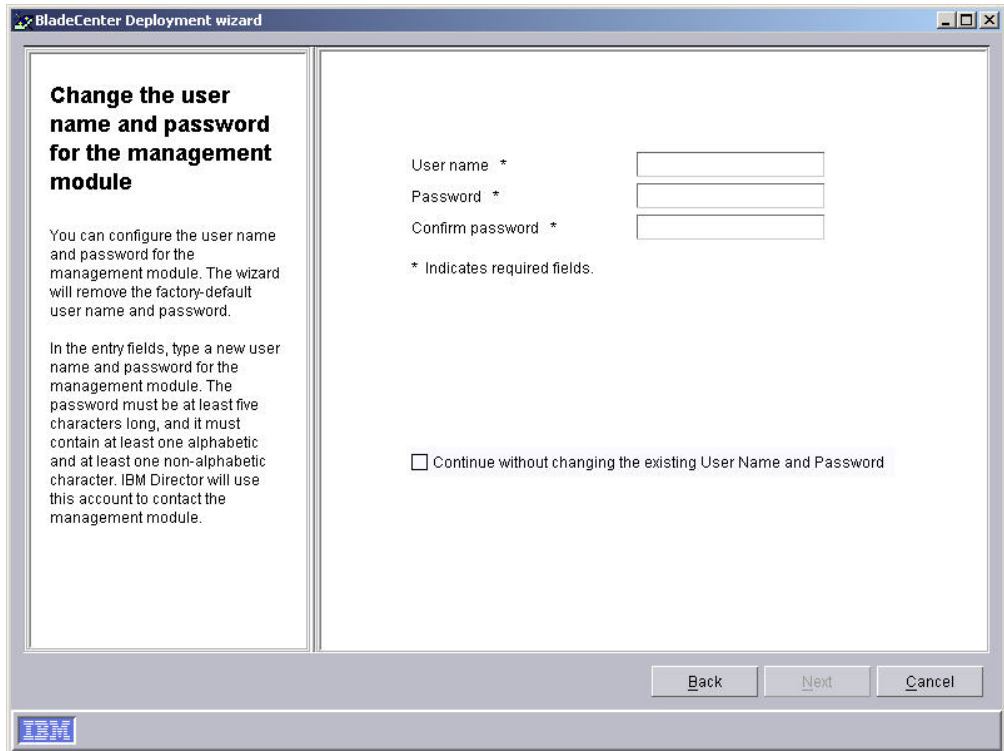 BladeCenter Deployment wizard
Change the user
name and password
for the management
module
You can configure the user name
and password for the
management module. The wizard
will remove the factory-default
user name and password.
In the entry fields, type a new user
name and password for the
management module. The
password must be at least five
characters long, and it must
contain at least one alphabetic
and at least one non-alphabetic
character. IBM Director will use
this account to contact the
management module.
User name *
Password *
Confirm password *
* Indicates required fields.
Continue without changing the existing User Name and Password
Back
Next
Cancel
IBM